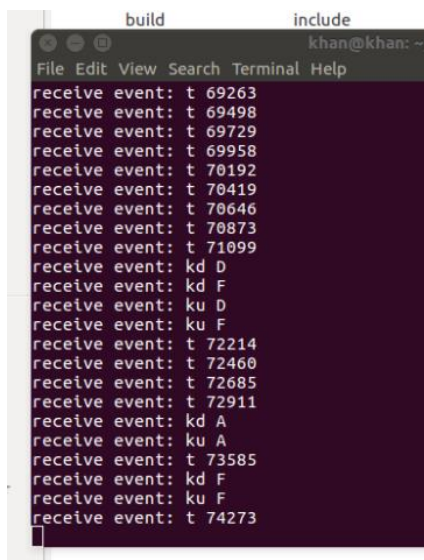 build include
khan@khan: ~
File Edit View Search Terminal Help
receive event: t 69263
receive event: t 69498
receive event: t 69729
receive event: t 69958
receive event: t 70192
receive event: t 70419
receive event: t 70646
receive event: t 70873
receive event: t 71099
receive event: kd D
receive event: kd F
receive event: ku D
receive event: ku F
receive event: t 72214
receive event: t 72460
receive event: t 72685
receive event: t 72911
receive event: kd A
receive event: ku A
receive event: t 73585
receive event: kd F
receive event: ku F
receive event: t 74273